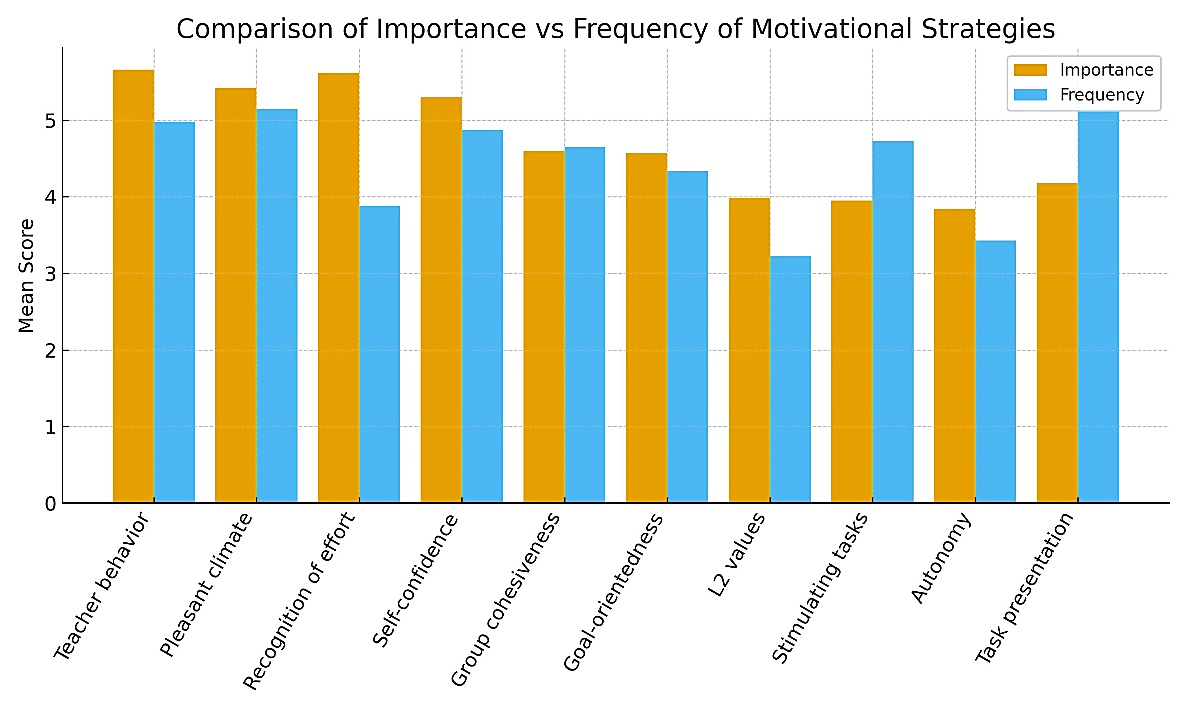 Comparison of Importance vs Frequency of Motivational Strategies
Importance
Frequency
Mean Score
5
4
3
2
1
0
Teacher behavior
Pleasant climate
Recognition of effort
Self-confidence
Group cohesiveness
Goal-orientedness
L2 values
Stimulating tasks
Autonomy
Task presentation